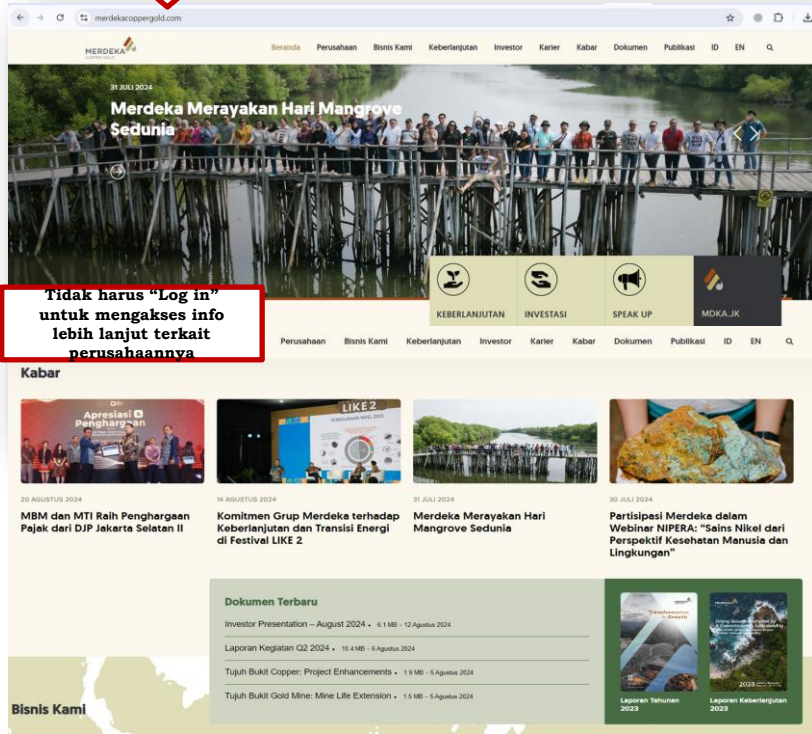 merdekacoppergold.com
MERDEKA
COPPER GOLD
Beranda Perusahaan Bisnis Kami Keberlanjutan Investor Karier Kabar Dokumen Publikasi ID EN
31 JULI 2024
Merdeka Merayakan Hari Mangrove
Sedunia
KEBERLANJUTAN INVESTASI SPEAK UP MDKA.JK
Tidak harus “Log in”
untuk mengakses info
lebih lanjut terkait
perusahaannya
Perusahaan Bisnis Kami Keberlanjutan Investor Karier Kabar Dokumen Publikasi ID EN
Kabar
Apresiasi
Penghargaan
LIKE 2
20 AGUSTUS 2024
MBM dan MTI Raih Penghargaan
Pajak dari DJP Jakarta Selatan II
14 AGUSTUS 2024
Komitmen Grup Merdeka terhadap
Keberlanjutan dan Transisi Energi
di Festival LIKE 2
31 JULI 2024
Merdeka Merayakan Hari
Mangrove Sedunia
30 JULI 2024
Partisipasi Merdeka dalam
Webinar NIPERA: “Sains Nikel dari
Perspektif Kesehatan Manusia dan
Lingkungan”
Dokumen Terbaru
Investor Presentation – August 2024 • 6.1 MB - 12 Agustus 2024
Laporan Kegiatan Q2 2024 • 10.4 MB - 6 Agustus 2024
Tujuh Bukit Copper: Project Enhancements • 1.9 MB - 5 Agustus 2024
Tujuh Bukit Gold Mine: Mine Life Extension • 1.5 MB - 5 Agustus 2024
Transformation
to Growth
2023
Laporan Tahunan
2023
Laporan Keberlanjutan
2023
Bisnis Kami